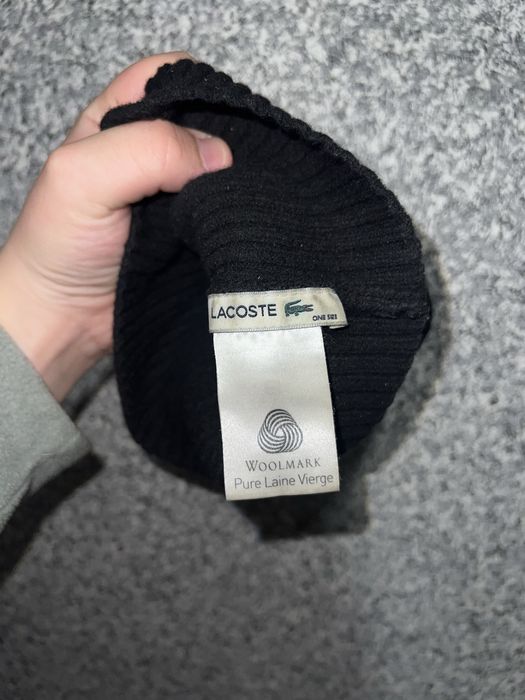 LACOSTE
ONE SIZE
WOOLMARK
Pure Laine Vierge